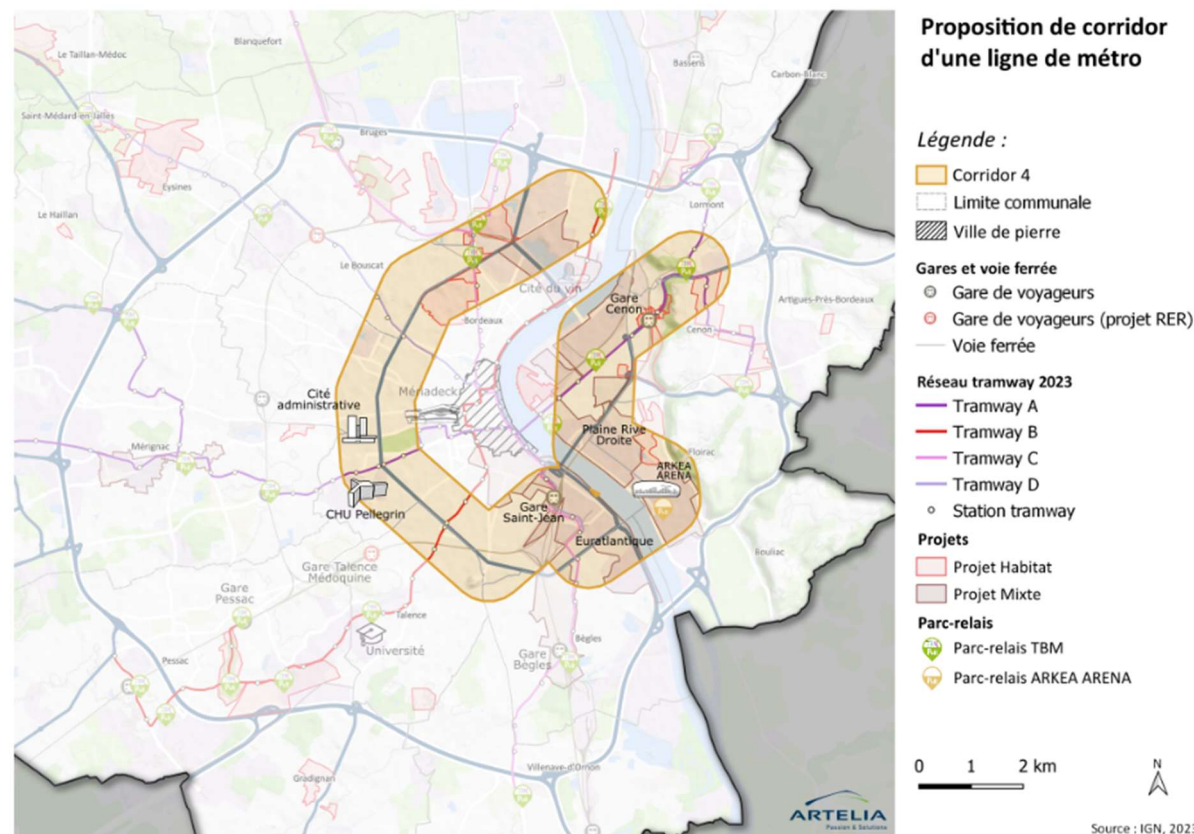 Proposition de corridor
d'une ligne de métro
Légende :
Corridor 4
Limite communale
Ville de pierre
Gares et voie ferrée
Gare de voyageurs
Gare de voyageurs (projet RER)
Voie ferrée
Réseau tramway 2023
Tramway A
Tramway B
Tramway C
Tramway D
Station tramway
Projets
Projet Habitat
Projet Mixte
Parc-relais
Parc-relais TBM
Parc-relais ARKEA ARENA
0 1 2 km
N
Source : IGN, 2023
Le Taillan-Médoc
Blanquefort
Bassens
Carbon-Blanc
Saint-Médard-en-Jalles
Bruges
Eysines
Lormont
Le Haillan
Le Bouscat
Cité du vin
Gare
Cenon
Artigues-Près-Bordeaux
Bordeaux
Cenon
Cité
administrative
Mériadeck
Plaine Rive
Droite
Mérignac
Floirac
ARKEA
ARENA
CHU Pellegrin
Gare
Saint-Jean
Euratlantique
Bouliac
Gare Talence
Médoquine
Gare
Pessac
Talence
Université
Bègles
Gare
Bègles
Pessac
Villenave-d'Ornon
Gradignan
ARTELIA
Passion & Solutions